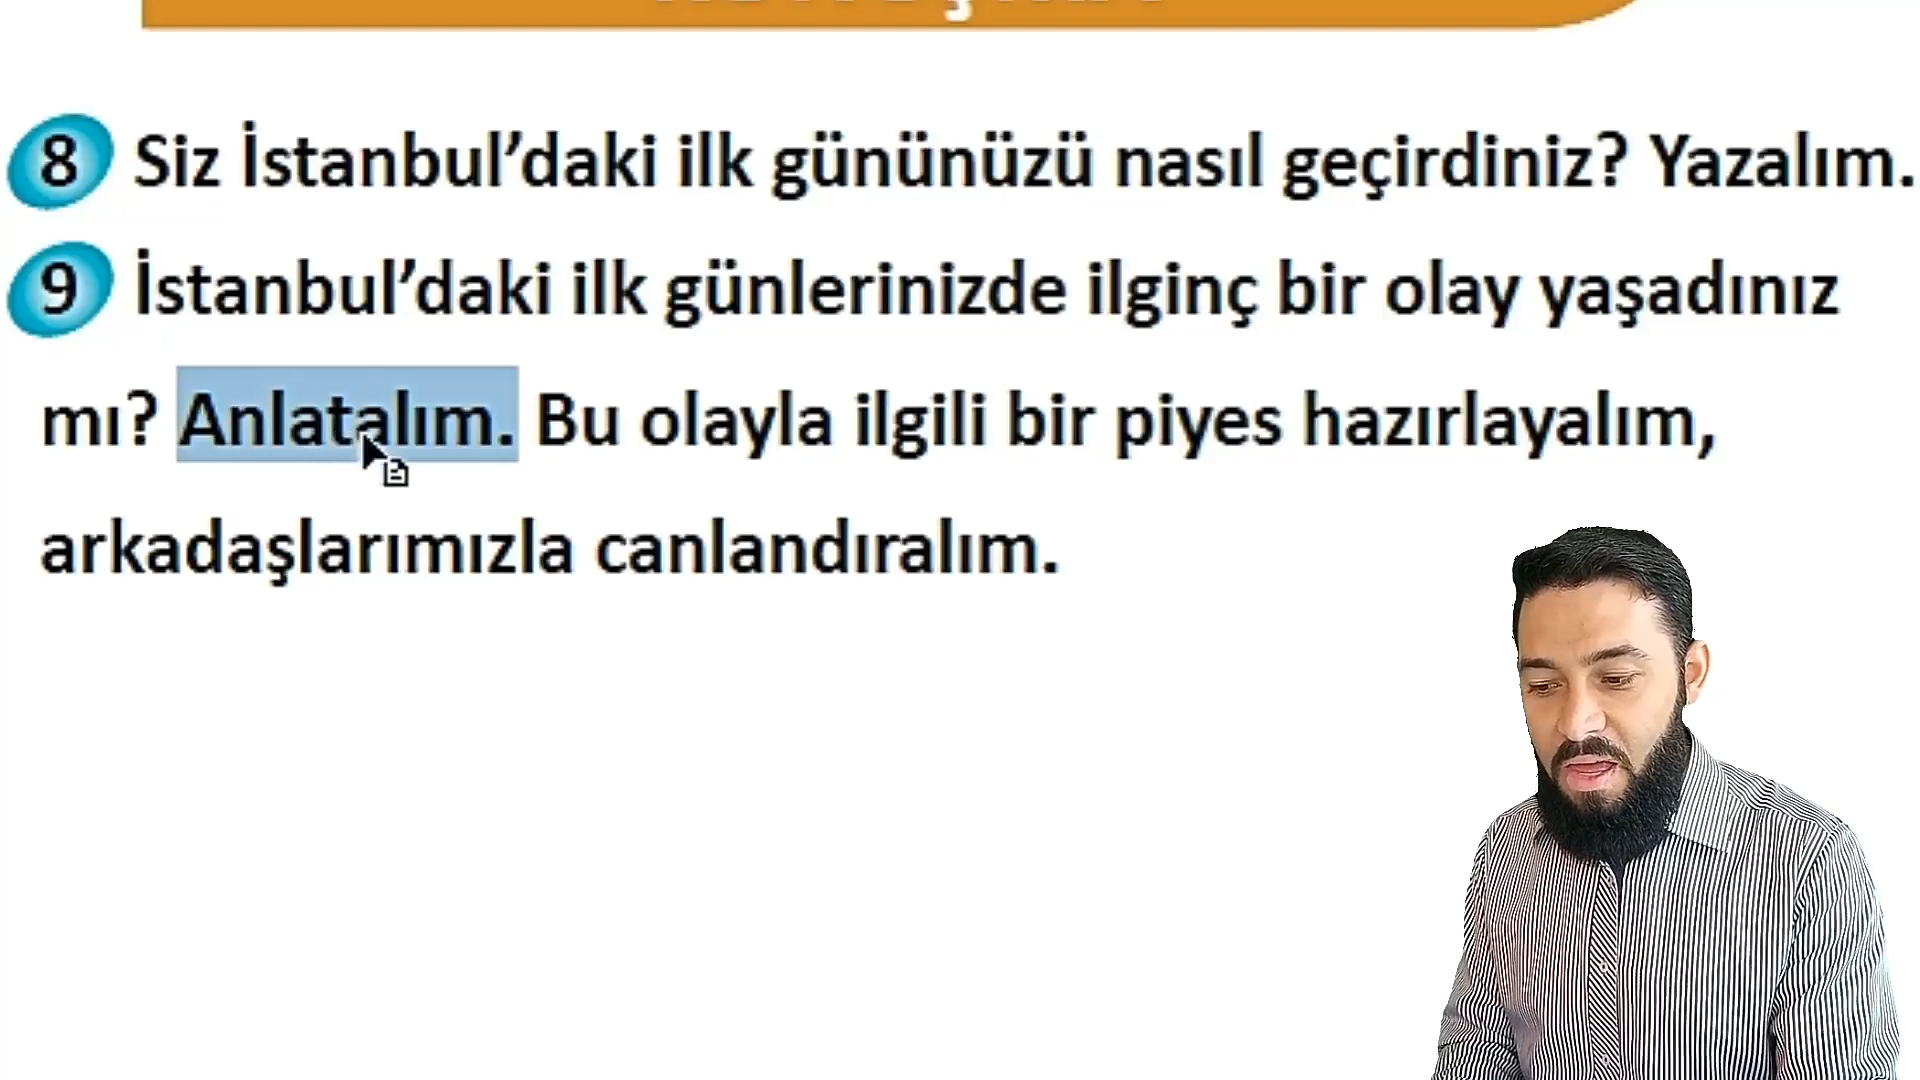 8 Siz İstanbul’daki ilk gününüzü nasıl geçirdiniz? Yazalım.
9 İstanbul’daki ilk günlerinizde ilginç bir olay yaşadınız
mı? Anlatalım. Bu olayla ilgili bir piyes hazırlayalım,
arkadaşlarımızla canlandıralım.